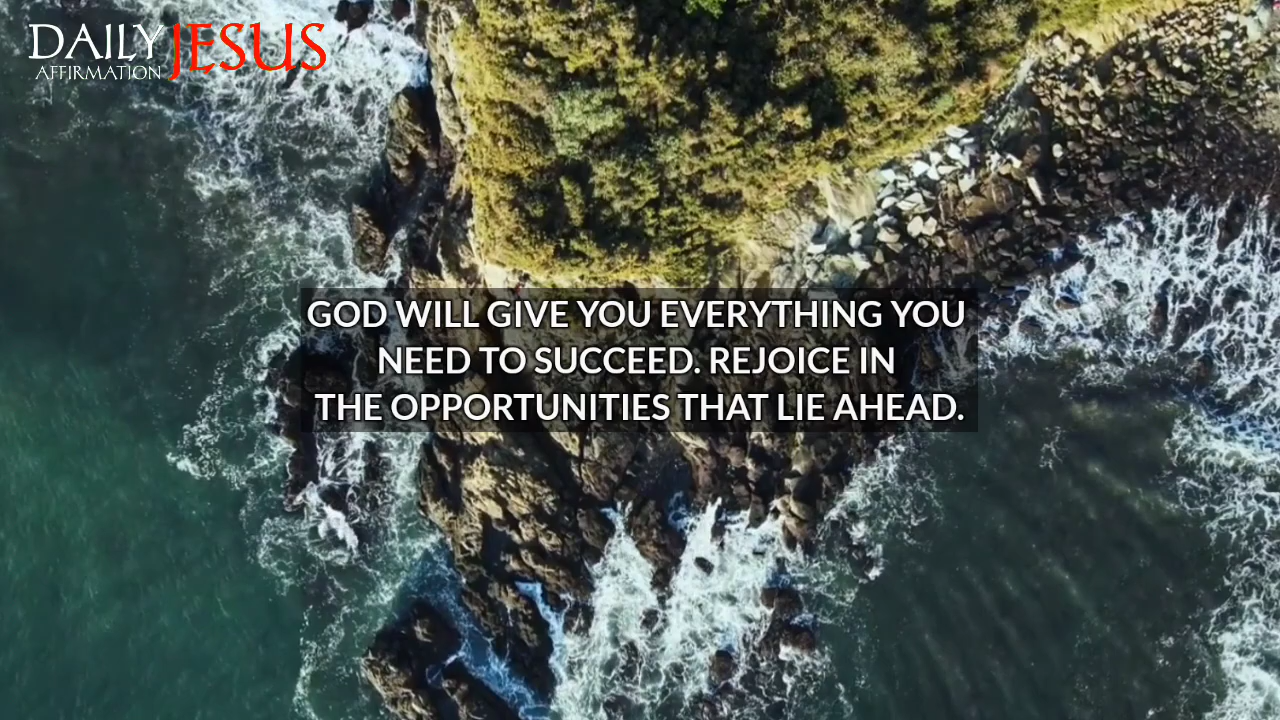 DAILY JESUS
AFFIRMATION
GOD WILL GIVE YOU EVERYTHING YOU
NEED TO SUCCEED. REJOICE IN
THE OPPORTUNITIES THAT LIE AHEAD.